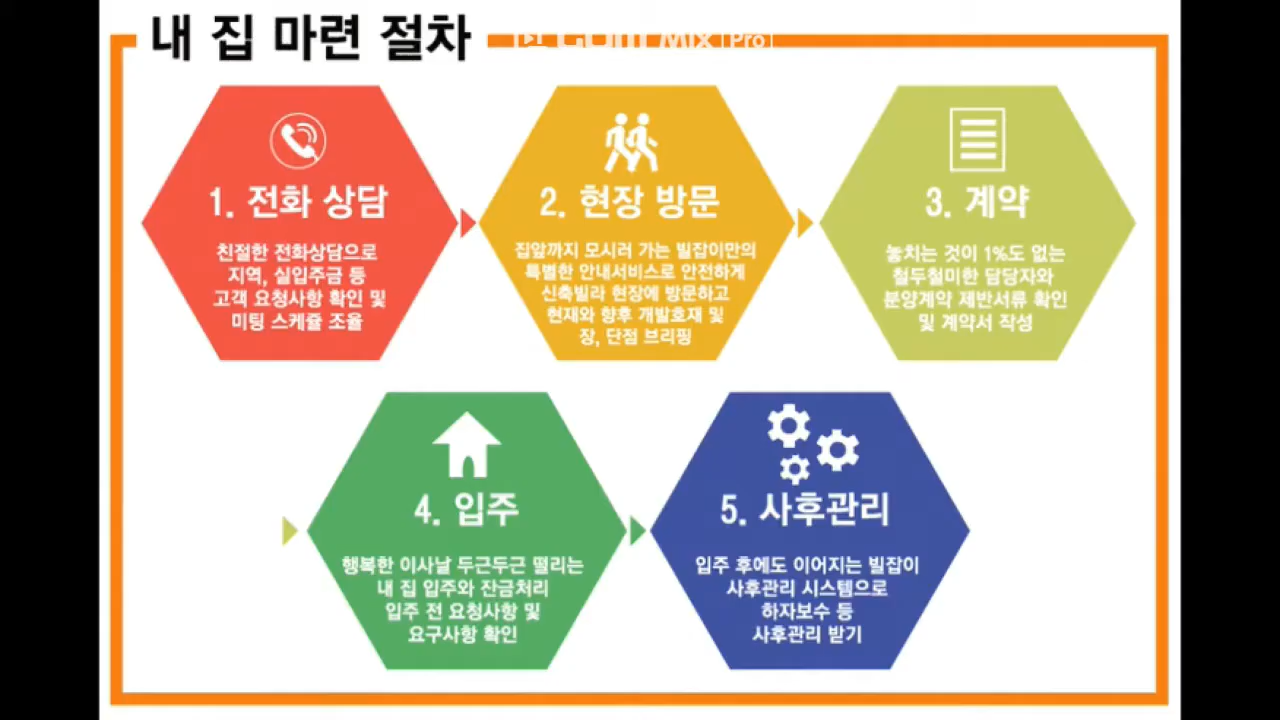 내 집 마련 절차
GOM Mix Pro
1. 전화 상담
친절한 전화상담으로
지역, 실입주금 등
고객 요청사항 확인 및
미팅 스케쥴 조율
2. 현장 방문
집앞까지 모시러 가는 빌잡이만의
특별한 안내서비스로 안전하게
신축빌라 현장에 방문하고
현재와 향후 개발호재 및
장, 단점 브리핑
3. 계약
놓치는 것이 1%도 없는
철두철미한 담당자와
분양계약 제반서류 확인
및 계약서 작성
4. 입주
행복한 이사날 두근두근 떨리는
내 집 입주와 잔금처리
입주 전 요청사항 및
요구사항 확인
5. 사후관리
입주 후에도 이어지는 빌잡이
사후관리 시스템으로
하자보수 등
사후관리 받기